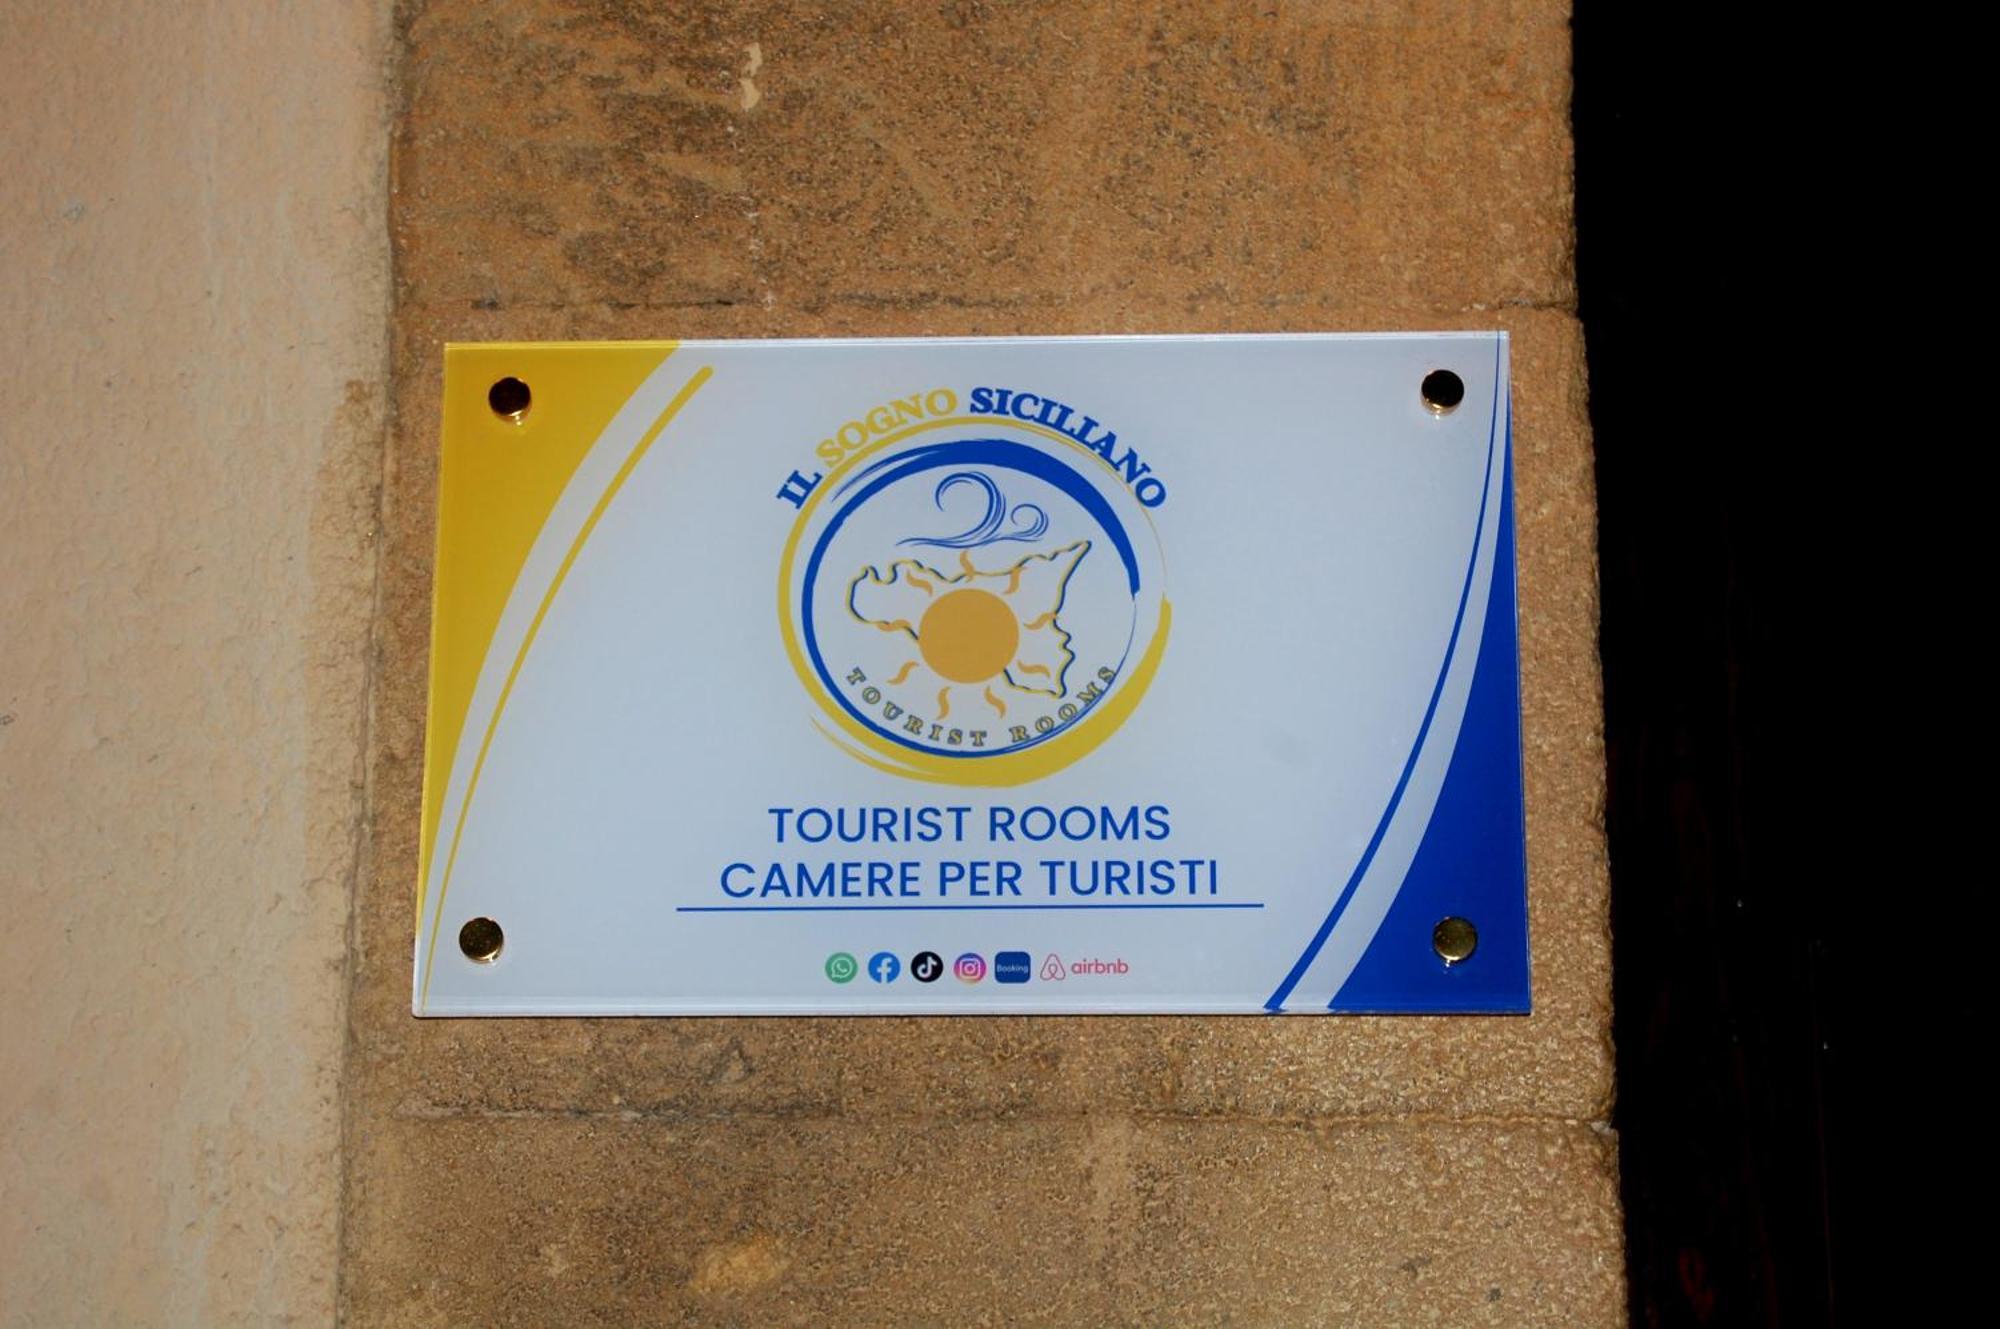 IL SOGNO SICILIANO
TOURIST ROOMS
TOURIST ROOMS
CAMERE PER TURISTI
Booking airbnb